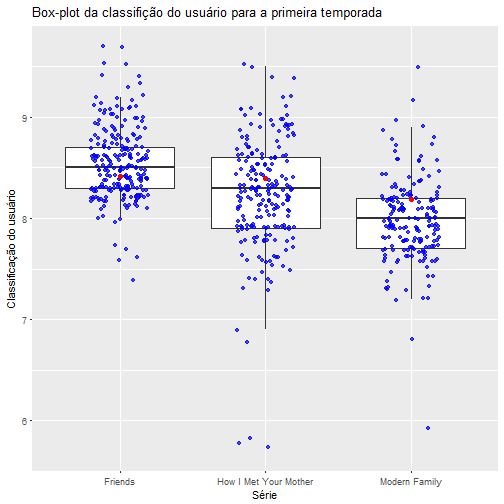 Box-plot da classifição do usuário para a primeira temporada
Classificação do usuário
9
8
7
6
Friends
How I Met Your Mother
Modern Family
Série